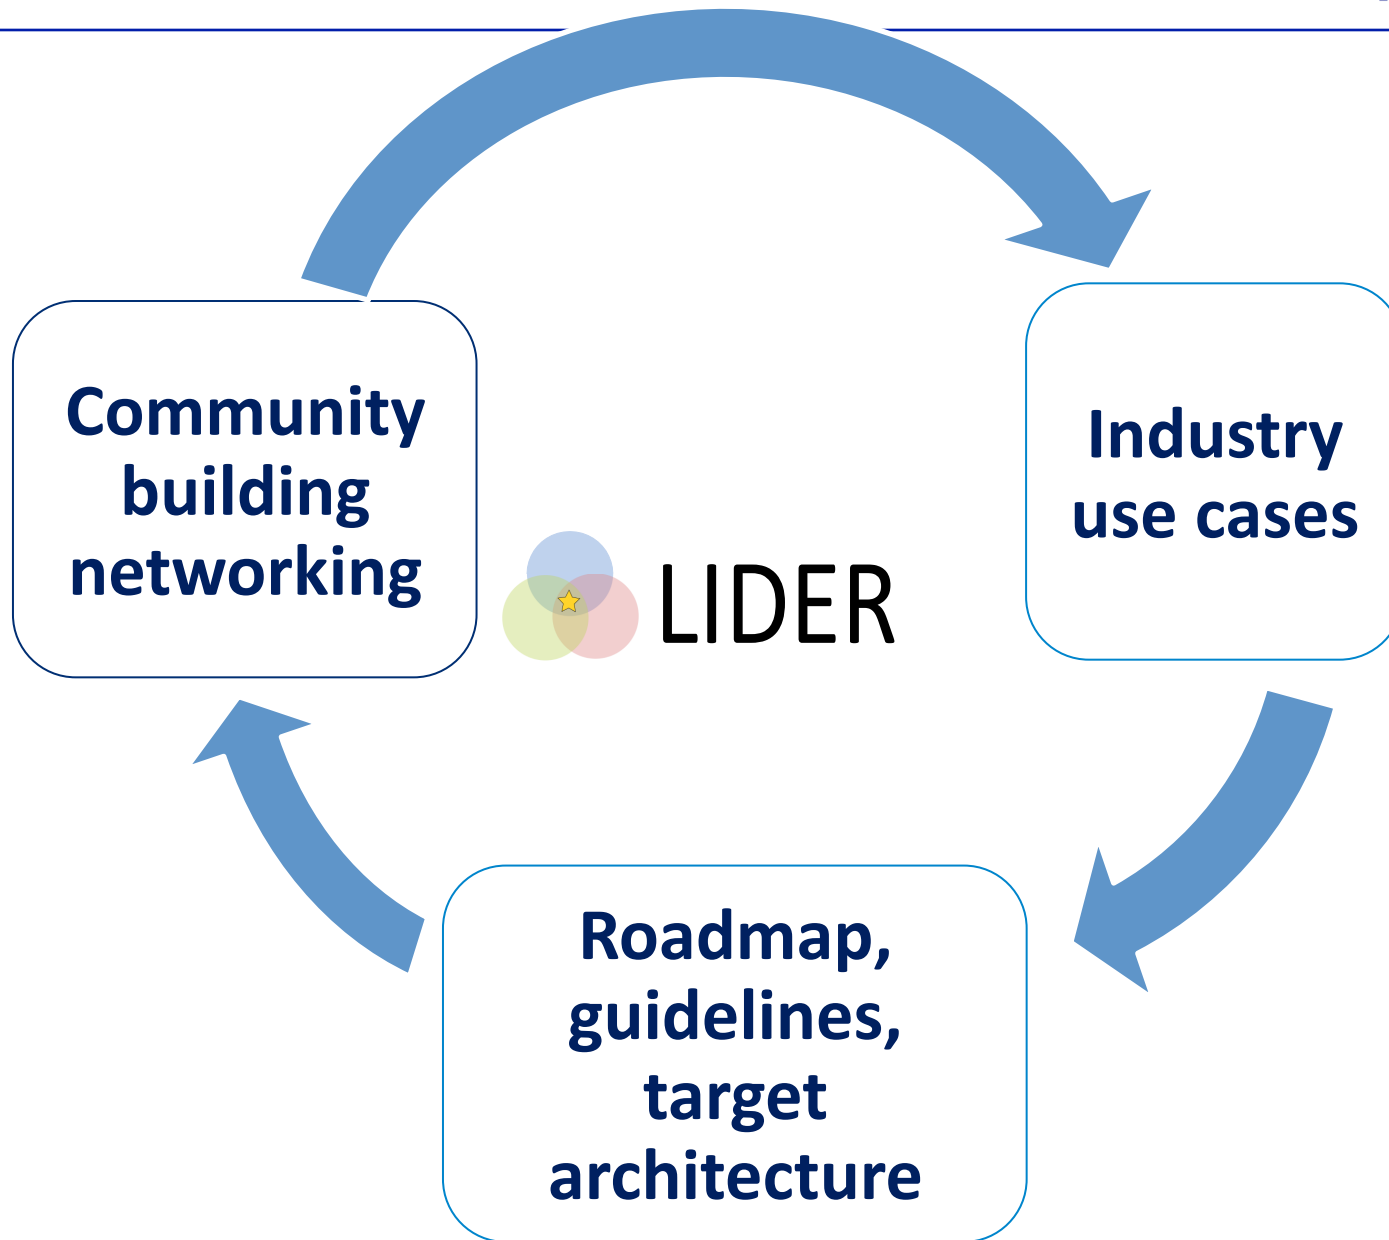 Community
building
networking
Industry
use cases
LIDER
Roadmap,
guidelines,
target
architecture